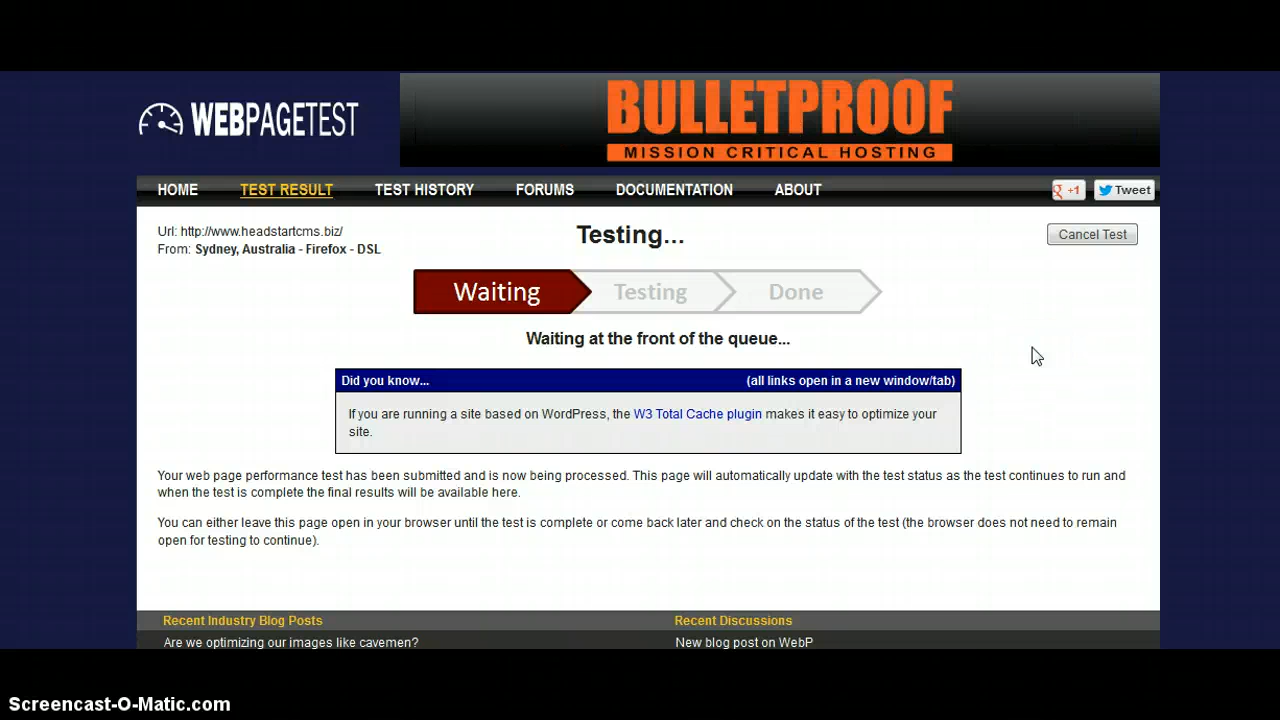 WEBPAGETEST
BULLETPROOF
MISSION CRITICAL HOSTING
HOME TEST RESULT TEST HISTORY FORUMS DOCUMENTATION ABOUT
g +1 Tweet
Url: http://www.headstartcms.biz/
From: Sydney, Australia - Firefox - DSL
Testing...
Cancel Test
Waiting Testing Done
Waiting at the front of the queue...
Did you know... (all links open in a new window/tab)
If you are running a site based on WordPress, the W3 Total Cache plugin makes it easy to optimize your
site.
Your web page performance test has been submitted and is now being processed. This page will automatically update with the test status as the test continues to run and
when the test is complete the final results will be available here.
You can either leave this page open in your browser until the test is complete or come back later and check on the status of the test (the browser does not need to remain
open for testing to continue).
Recent Industry Blog Posts Recent Discussions
Are we optimizing our images like cavemen? New blog post on WebP
Screencast-O-Matic.com